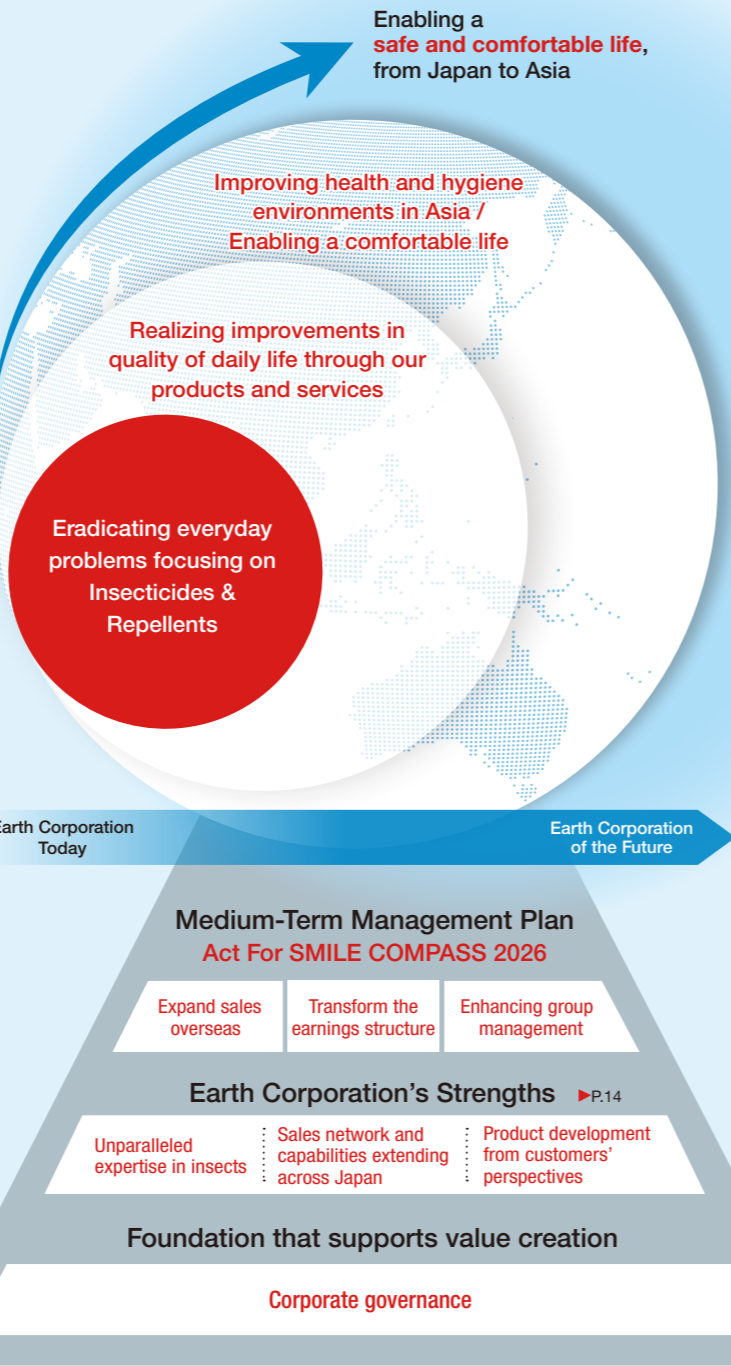 Enabling a
safe and comfortable life,
from Japan to Asia
Improving health and hygiene
environments in Asia /
Enabling a comfortable life
Realizing improvements in
quality of daily life through our
products and services
Eradicating everyday
problems focusing on
Insecticides &
Repellents
Earth Corporation
Today
Earth Corporation
of the Future
Medium-Term Management Plan
Act For SMILE COMPASS 2026
Expand sales
overseas
Transform the
earnings structure
Enhancing group
management
Earth Corporation’s Strengths ▶P.14
Unparalleled
expertise in insects
Sales network and
capabilities extending
across Japan
Product development
from customers’
perspectives
Foundation that supports value creation
Corporate governance